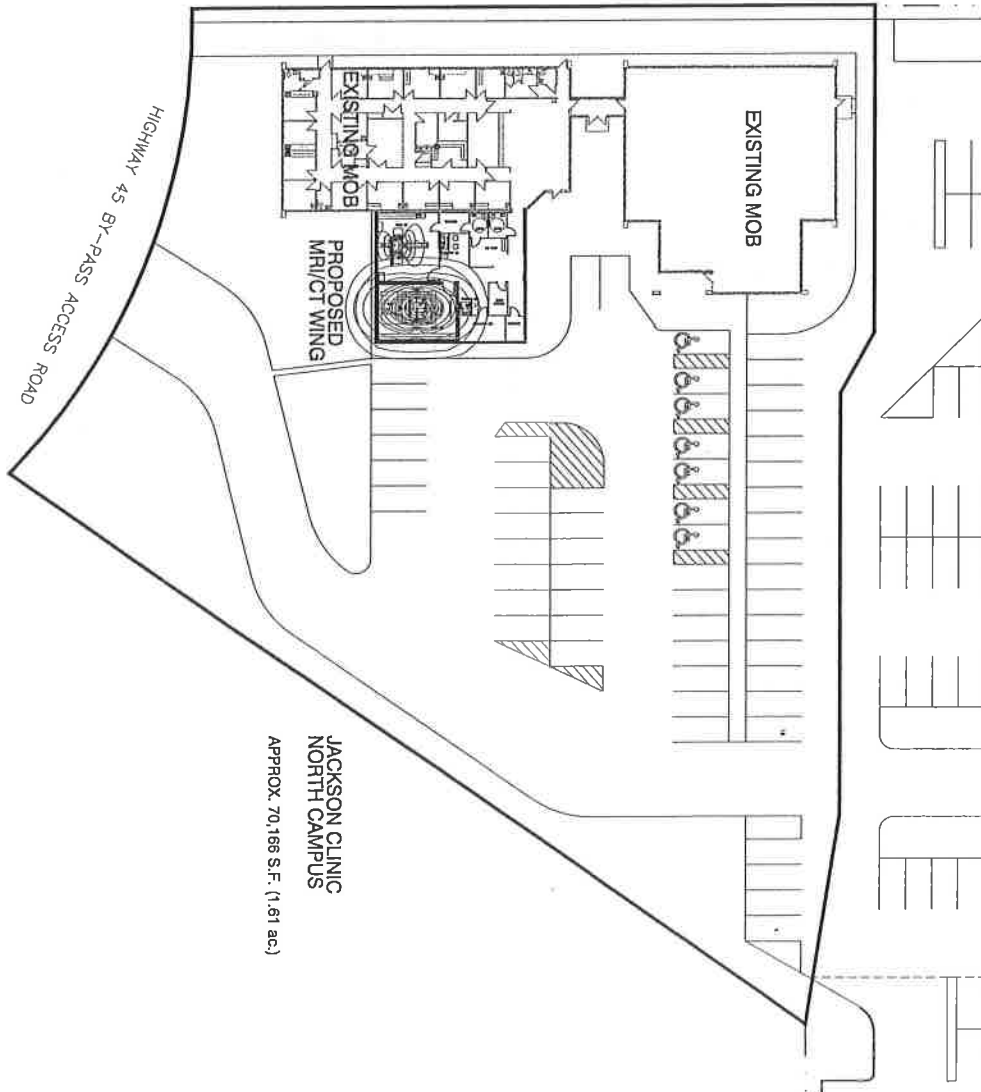 EXISTING MOB
EXISTING MOB
PROPOSED
MRI/CT WING
HIGHWAY 45 BY-PASS ACCESS ROAD
JACKSON CLINIC
NORTH CAMPUS
APPROX. 70,166 S.F. (1.61 ac.)